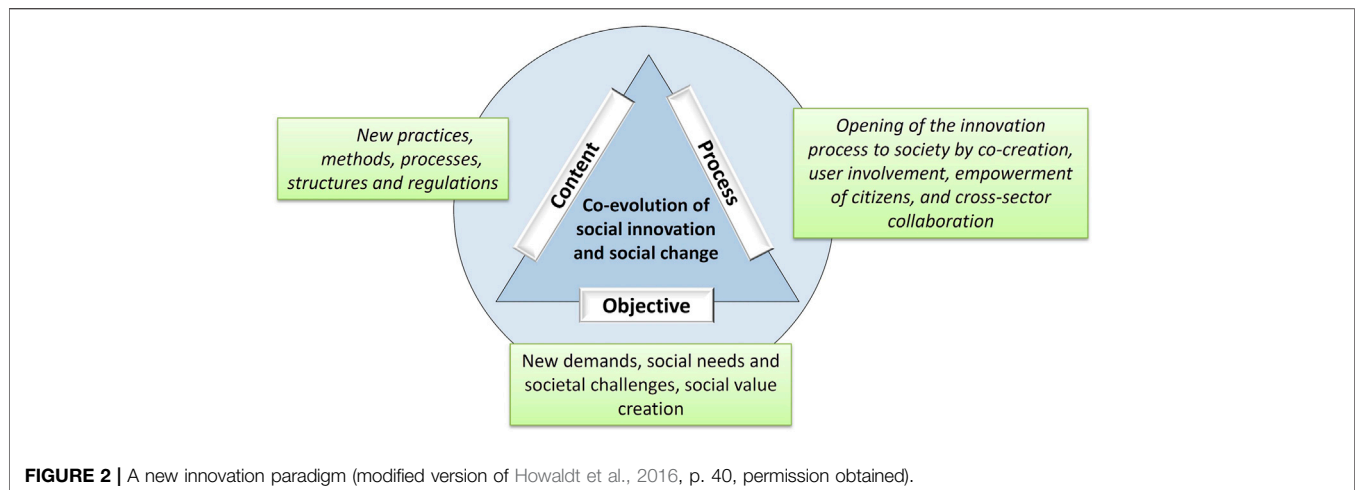 New practices,
methods, processes,
structures and regulations
Content
Process
Co-evolution of
social innovation
and social change
Objective
Opening of the innovation
process to society by co-creation,
user involvement, empowerment
of citizens, and cross-sector
collaboration
New demands, social needs and
societal challenges, social value
creation
FIGURE 2 | A new innovation paradigm (modified version of Howaldt et al., 2016, p. 40, permission obtained).